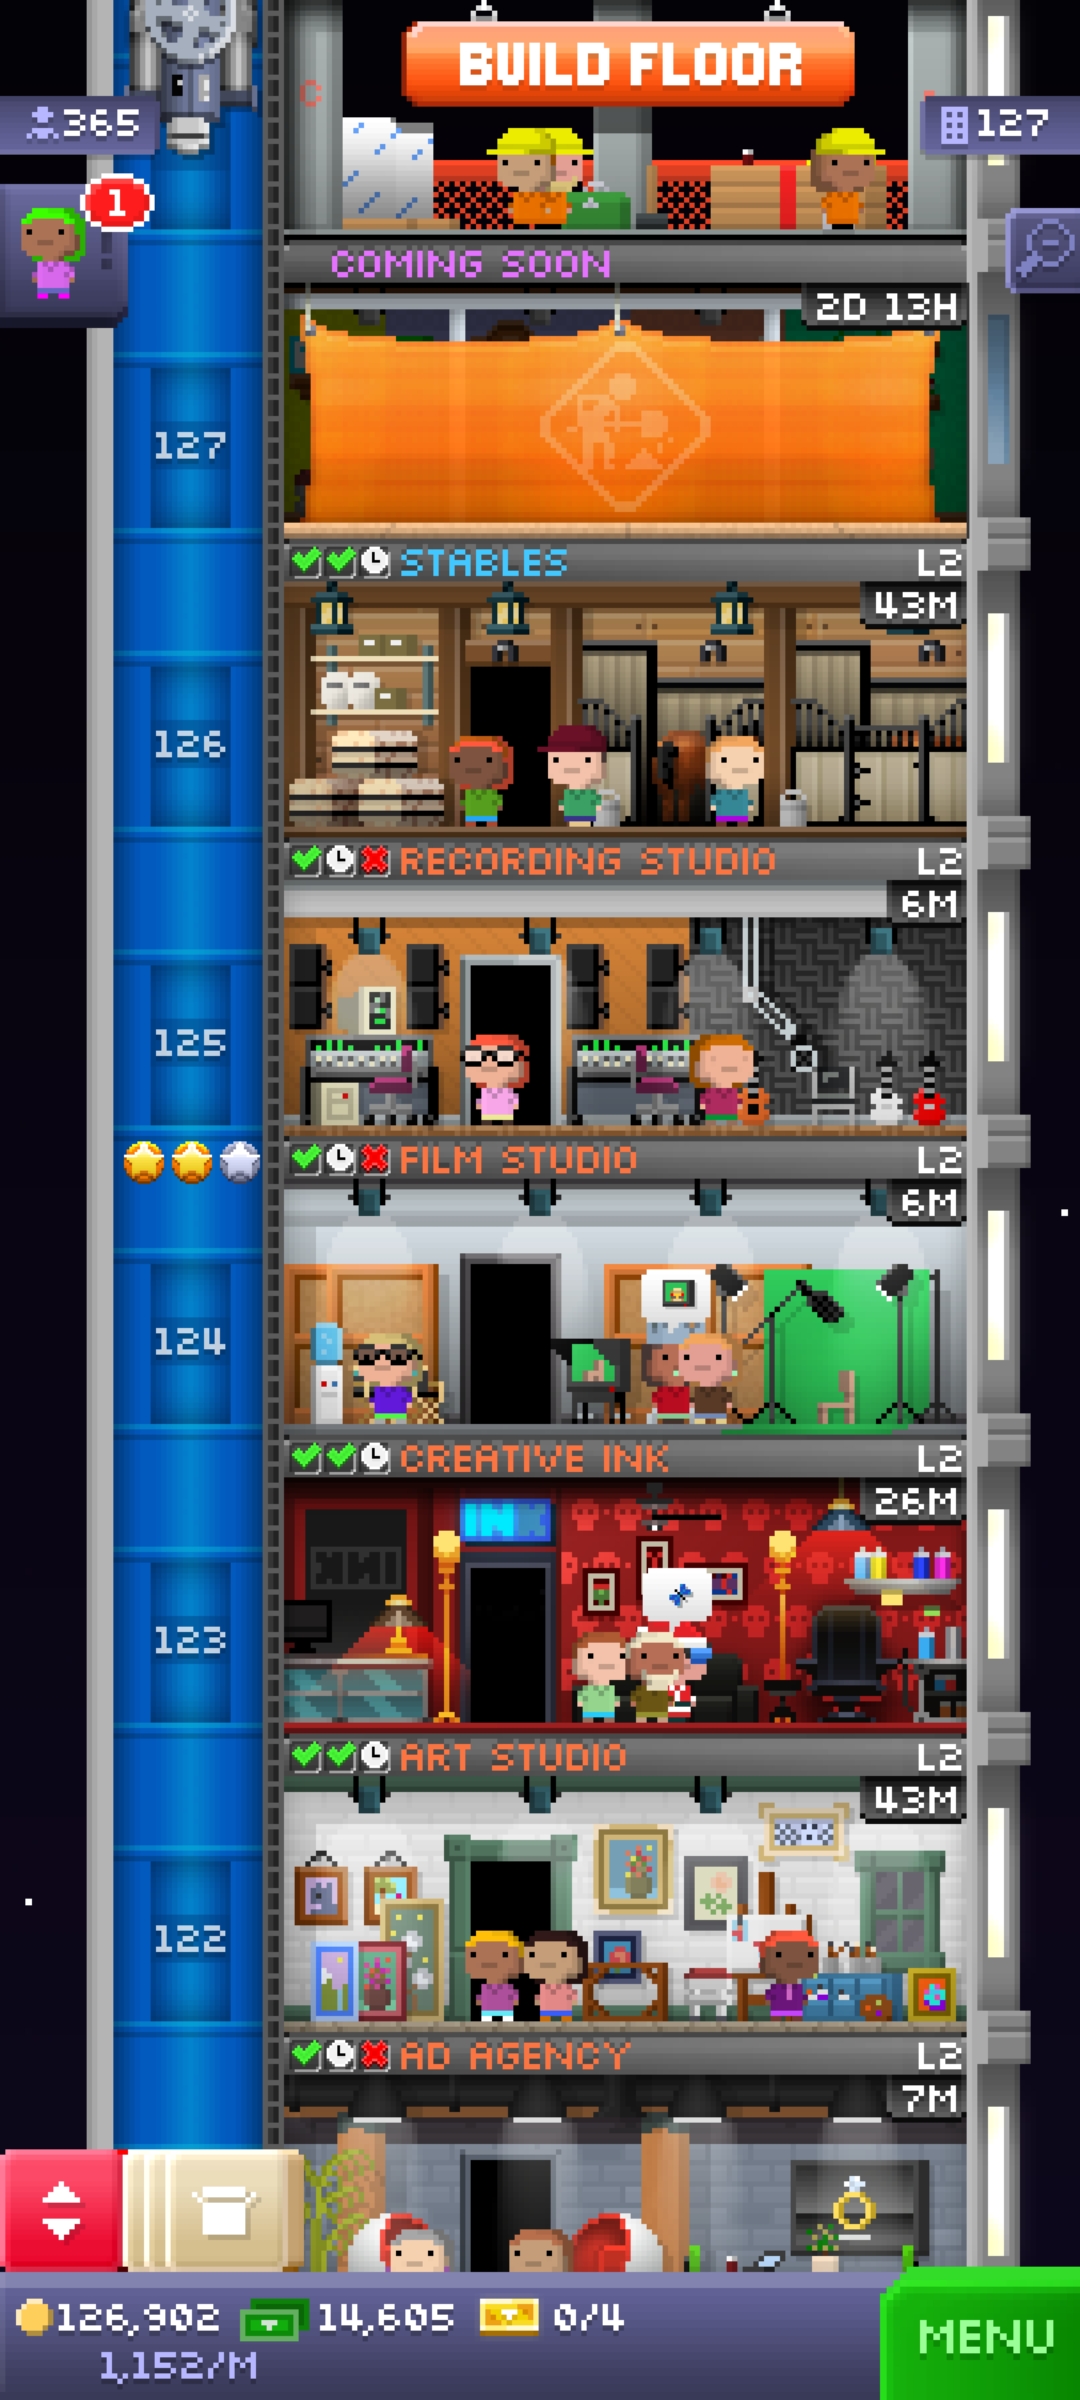 BUILD FLOOR
365
127
1
COMING SOON
2D 13H
127
STABLES L2
43M
126
RECORDING STUDIO L2
6M
125
FILM STUDIO L2
6M
124
CREATIVE INK L2
26M
INK
123
ART STUDIO L2
43M
122
AD AGENCY L2
7M
126,902 14,605 0/4
1,152/M
MENU